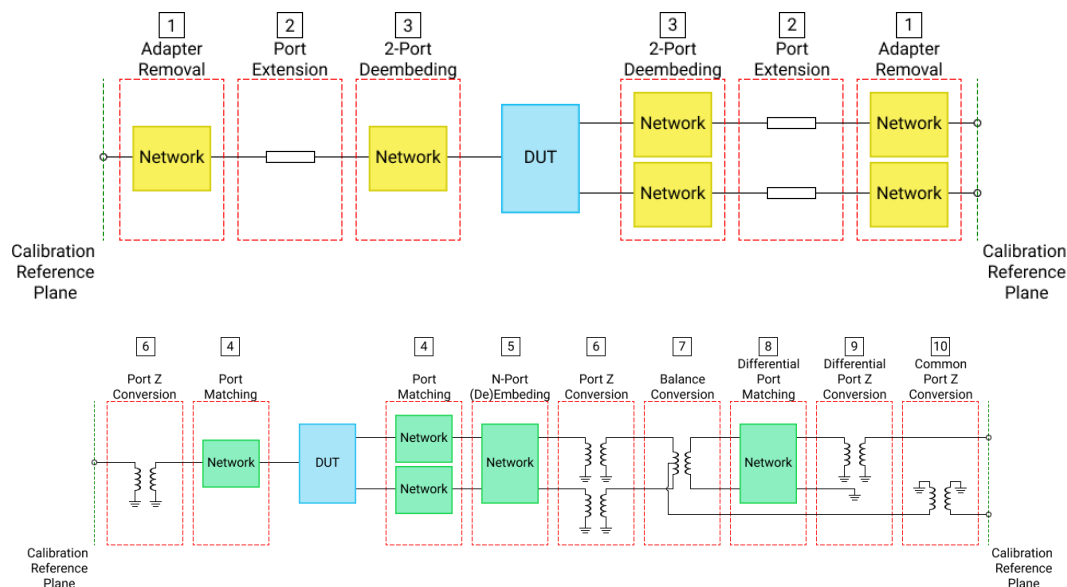 1
2
3
3
2
1
Adapter
Removal
Port
Extension
2-Port
Deembeding
2-Port
Deembeding
Port
Extension
Adapter
Removal
Network
Network
DUT
Network
Network
Network
Network
Calibration
Reference
Plane
Calibration
Reference
Plane
6
4
4
5
6
7
8
9
10
Port Z
Conversion
Port
Matching
Port
Matching
N-Port
(De)Embeding
Port Z
Conversion
Balance
Conversion
Differential
Port
Matching
Differential
Port Z
Conversion
Common
Port Z
Conversion
Network
DUT
Network
Network
Network
Network
Calibration
Reference
Plane
Calibration
Reference
Plane